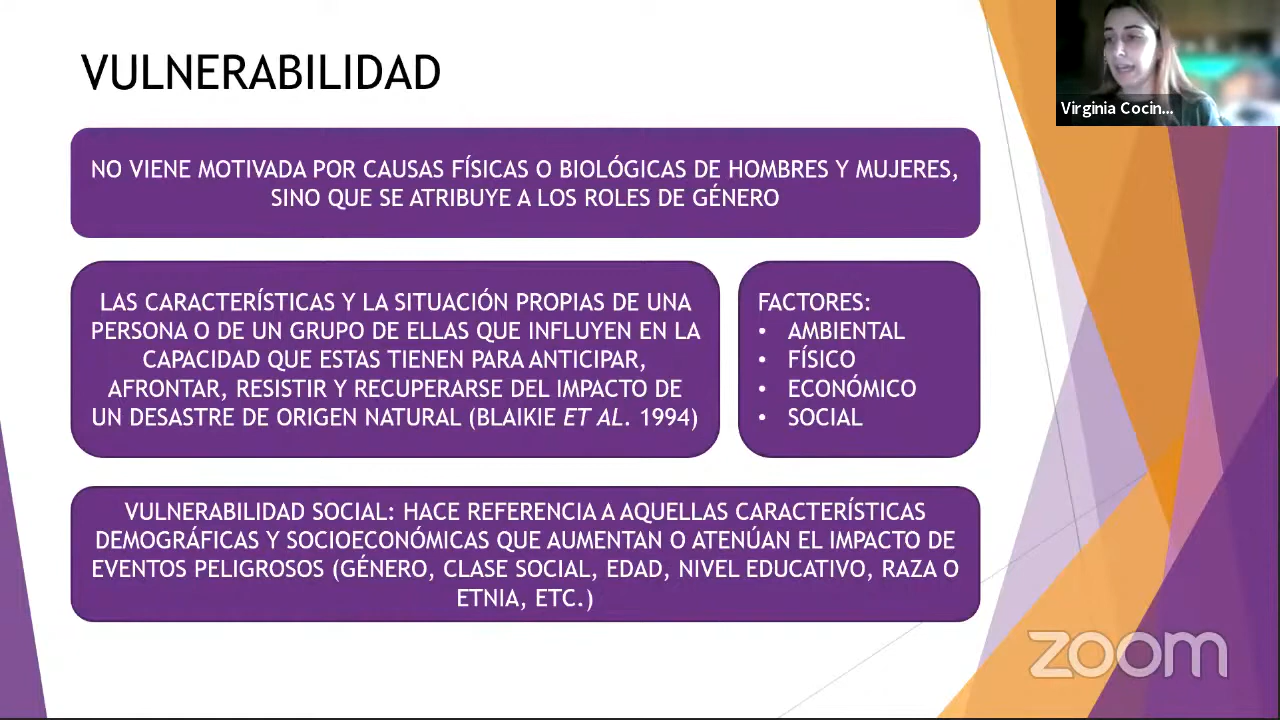 VULNERABILIDAD
Virginia Cocin...
NO VIENE MOTIVADA POR CAUSAS FÍSICAS O BIOLÓGICAS DE HOMBRES Y MUJERES,
SINO QUE SE ATRIBUYE A LOS ROLES DE GÉNERO
LAS CARACTERÍSTICAS Y LA SITUACIÓN PROPIAS DE UNA
PERSONA O DE UN GRUPO DE ELLAS QUE INFLUYEN EN LA
CAPACIDAD QUE ESTAS TIENEN PARA ANTICIPAR,
AFRONTAR, RESISTIR Y RECUPERARSE DEL IMPACTO DE
UN DESASTRE DE ORIGEN NATURAL (BLAIKIE ET AL. 1994)
FACTORES:
• AMBIENTAL
• FÍSICO
• ECONÓMICO
• SOCIAL
VULNERABILIDAD SOCIAL: HACE REFERENCIA A AQUELLAS CARACTERÍSTICAS
DEMOGRÁFICAS Y SOCIOECONÓMICAS QUE AUMENTAN O ATENÚAN EL IMPACTO DE
EVENTOS PELIGROSOS (GÉNERO, CLASE SOCIAL, EDAD, NIVEL EDUCATIVO, RAZA O
ETNIA, ETC.)
zoom